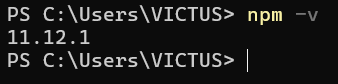 PS C:\Users\VICTUS> npm -v
11.12.1
PS C:\Users\VICTUS>